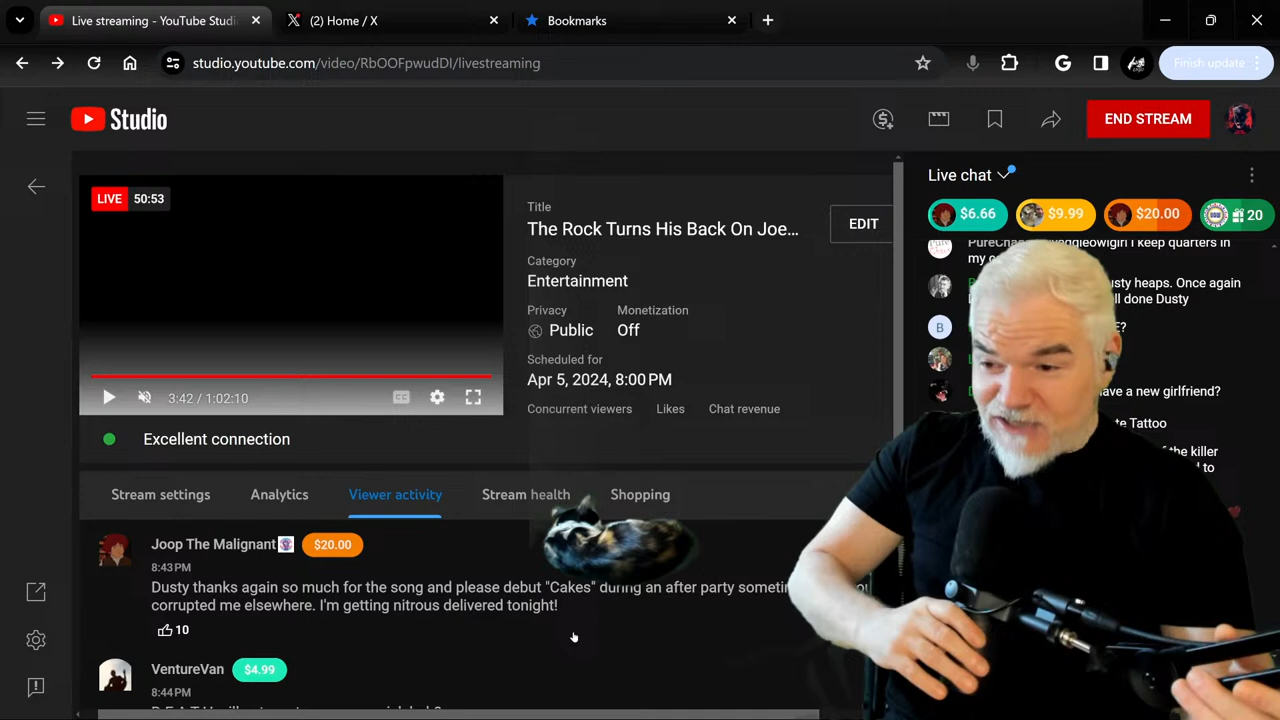 Live streaming - YouTube Studi
(2) Home / X
Bookmarks
studio.youtube.com/video/RbOOFpwudDI/livestreaming
Finish update
Studio
END STREAM
LIVE 50:53
3:42 / 1:02:10
Excellent connection
Title
The Rock Turns His Back On Joe...
EDIT
Category
Entertainment
Privacy Monetization
Public Off
Scheduled for
Apr 5, 2024, 8:00 PM
Concurrent viewers Likes Chat revenue
Stream settings Analytics Viewer activity Stream health Shopping
Joop The Malignant $20.00
8:43 PM
Dusty thanks again so much for the song and please debut "Cakes" during an after party
corrupted me elsewhere. I'm getting nitrous delivered tonight!
10
VentureVan $4.99
8:44 PM
Live chat
$6.66 $9.99 $20.00 20
I keep quarters in
my
usty heaps. Once again
ll done Dusty
B
ave a new girlfriend?
te Tattoo
f the killer
d to